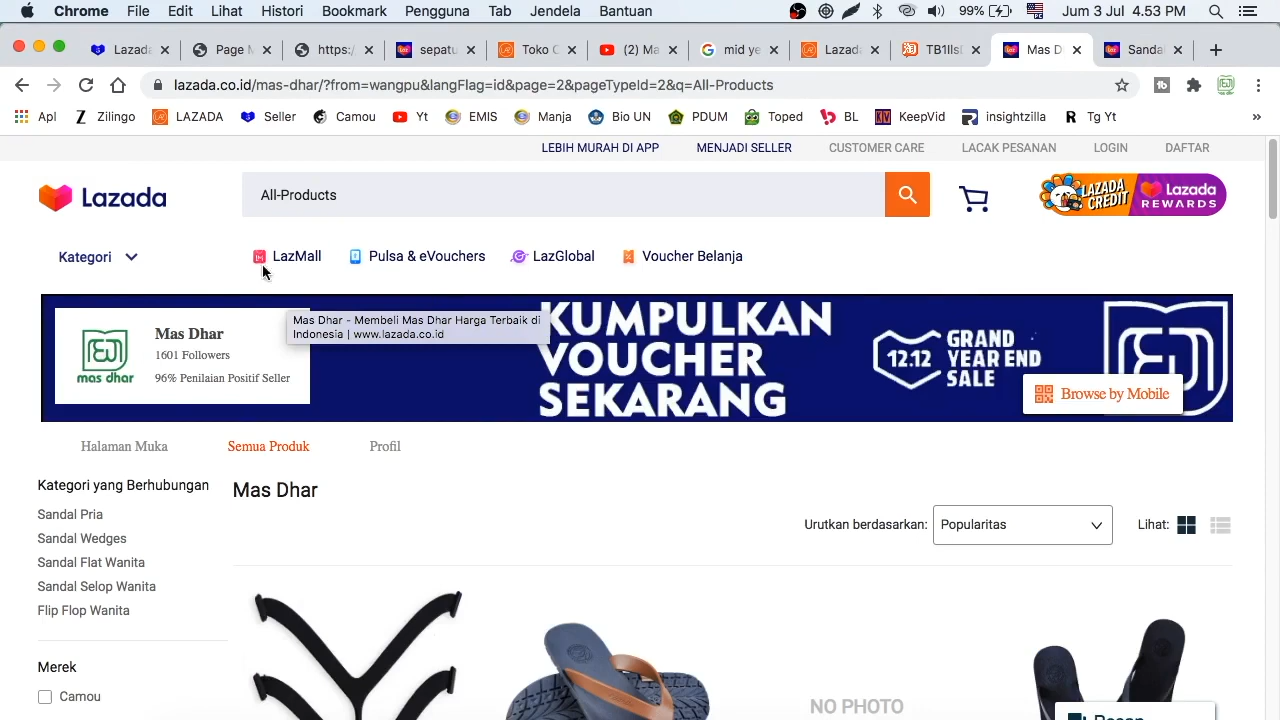 Chrome File Edit Lihat Histori Bookmark Pengguna Tab Jendela Bantuan 99% Jum 3 Jul 4.53 PM
Lazad Page M https:/ sepatu Toko C (2) Ma mid ye Lazad TB1lIsl Mas D Sandal
lazada.co.id/mas-dhar/?from=wangpu&langFlag=id&page=2&pageTypeId=2&q=All-Products
Apl Zilingo LAZADA Seller Camou Yt EMIS Manja Bio UN PDUM Toped BL KeepVid insightzilla Tg Yt »
LEBIH MURAH DI APP MENJADI SELLER CUSTOMER CARE LACAK PESANAN LOGIN DAFTAR
Lazada All-Products LAZADA CREDIT Lazada REWARDS
Kategori LazMall Pulsa & eVouchers LazGlobal Voucher Belanja
Mas Dhar
1601 Followers
96% Penilaian Positif Seller
mas dhar
Mas Dhar - Membeli Mas Dhar Harga Terbaik di
Indonesia | www.lazada.co.id
KUMPULKAN
VOUCHER
SEKARANG
12.12 GRAND
YEAR END
SALE
Browse by Mobile
Halaman Muka Semua Produk Profil
Kategori yang Berhubungan
Sandal Pria
Sandal Wedges
Sandal Flat Wanita
Sandal Selop Wanita
Flip Flop Wanita
Merek
Camou
Mas Dhar
Urutkan berdasarkan: Popularitas Lihat:
NO PHOTO